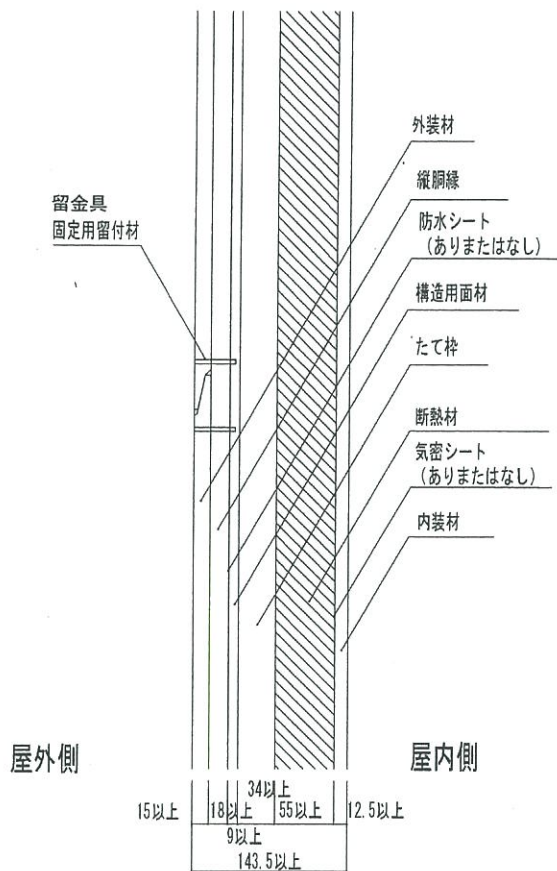 外装材
縦胴縁
防水シート
(ありまたはなし)
構造用面材
たて枠
断熱材
気密シート
(ありまたはなし)
内装材
留金具
固定用留付材
屋外側
屋内側
34以上
15以上
18以上
55以上
12.5以上
9以上
143.5以上